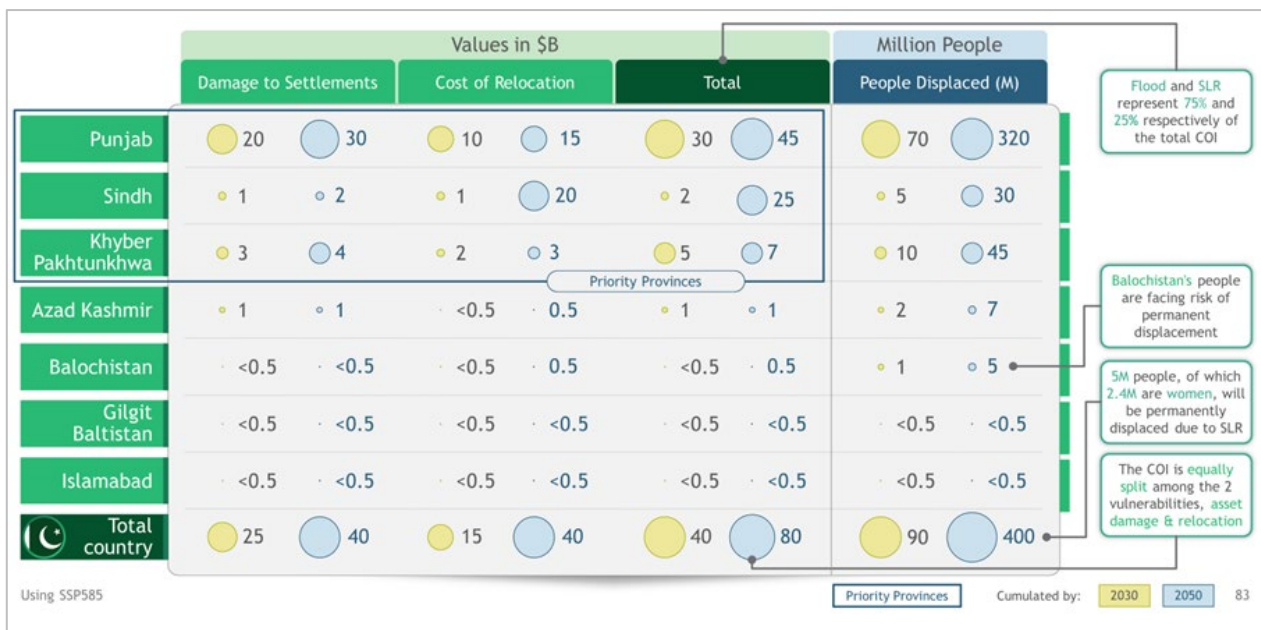 Values in $B
Million People
Damage to Settlements
Cost of Relocation
Total
People Displaced (M)
Flood and SLR
represent 75% and
25% respectively of
the total COI
Punjab 20 30 10 15 30 45 70 320
Sindh 1 2 1 20 2 25 5 30
Khyber
Pakhtunkhwa 3 4 2 3 5 7 10 45
Priority Provinces
Azad Kashmir 1 1 <0.5 0.5 1 1 2 7
Balochistan's people
are facing risk of
permanent
displacement
Balochistan <0.5 <0.5 <0.5 0.5 <0.5 0.5 1 5
5M people, of which
2.4M are women, will
be permanently
displaced due to SLR
Gilgit
Baltistan <0.5 <0.5 <0.5 <0.5 <0.5 <0.5 <0.5 <0.5
Islamabad <0.5 <0.5 <0.5 <0.5 <0.5 <0.5 <0.5 <0.5
The COI is equally
split among the 2
vulnerabilities, asset
damage & relocation
Total
country 25 40 15 40 40 80 90 400
Using SSP585
Priority Provinces
Cumulated by: 2030 2050 83